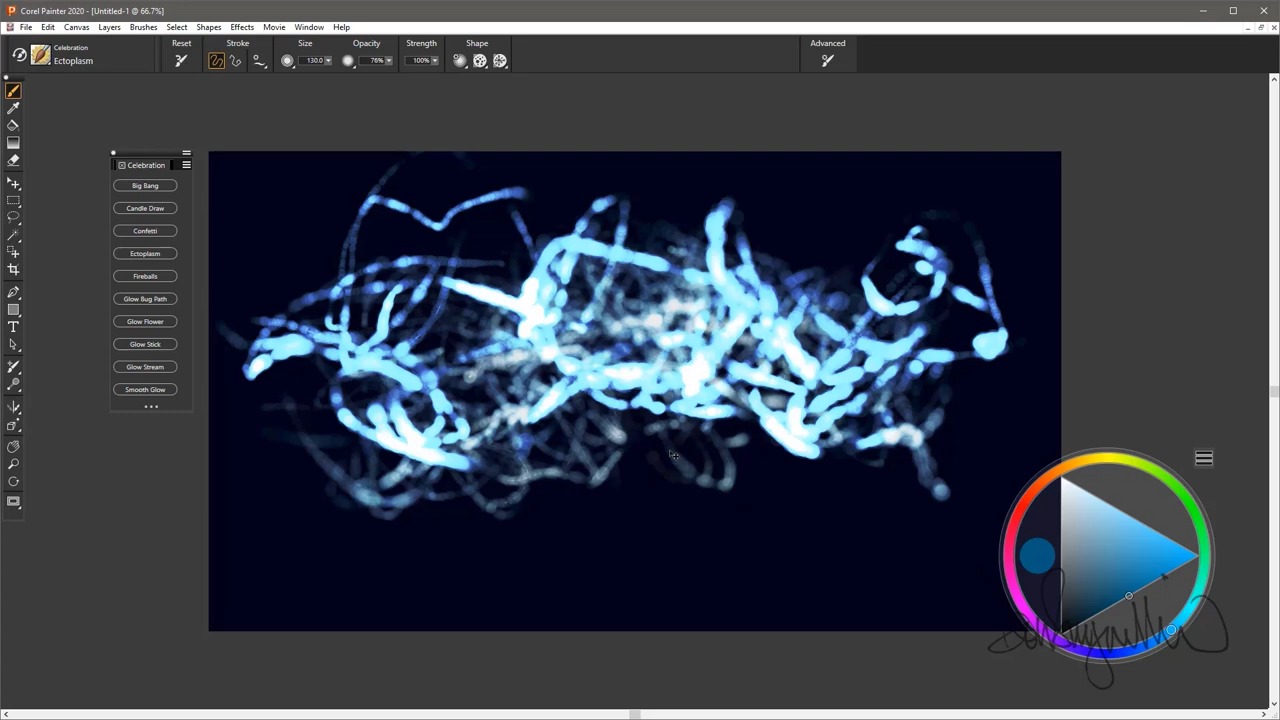 Corel Painter 2020 - [Untitled-1 @ 66.7%]
File Edit Canvas Layers Brushes Select Shapes Effects Movie Window Help
Celebration
Ectoplasm
Reset
Stroke
Size
130.0
Opacity
76%
Strength
100%
Shape
Advanced
Celebration
Big Bang
Candle Draw
Confetti
Ectoplasm
Fireballs
Glow Bug Path
Glow Flower
Glow Stick
Glow Stream
Smooth Glow